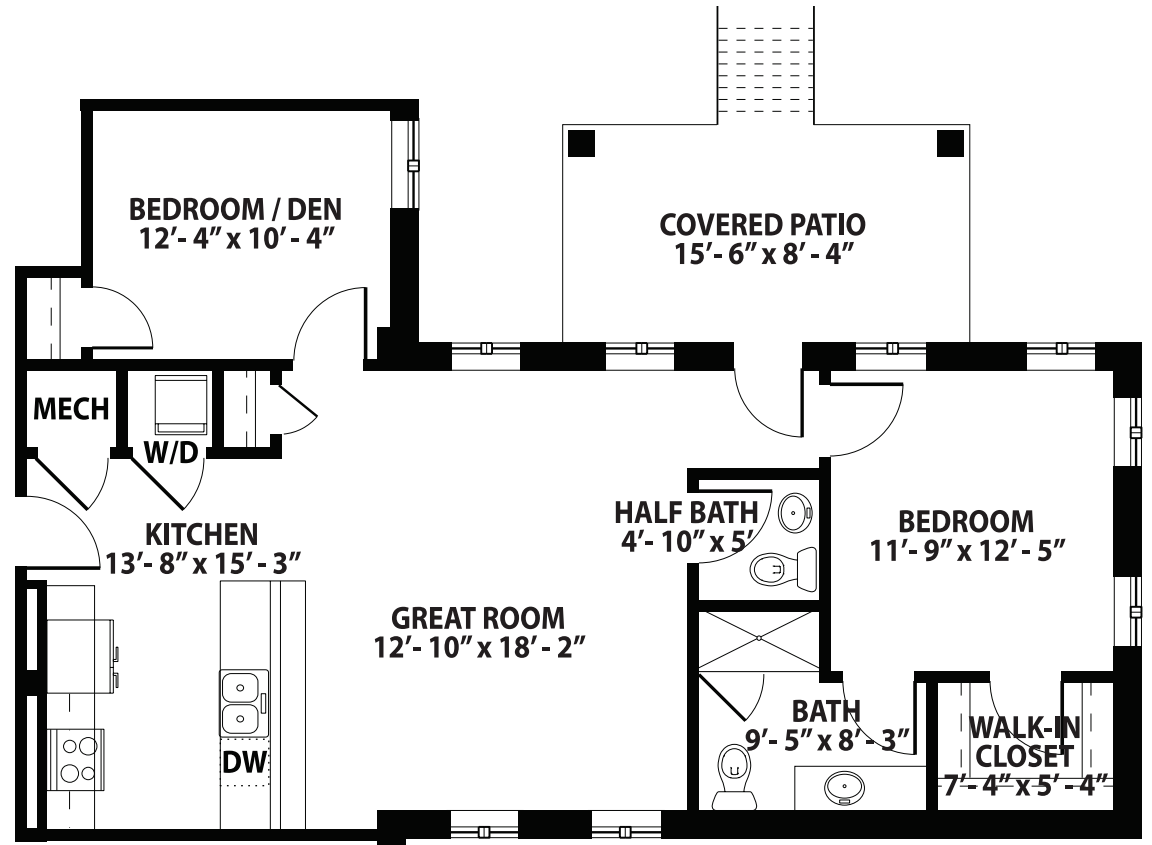 BEDROOM / DEN
12’- 4” x 10’ - 4”
COVERED PATIO
15’- 6” x 8’ - 4”
MECH
W/D
KITCHEN
13’- 8” x 15’ - 3”
HALF BATH
4’- 10” x 5’
BEDROOM
11’- 9” x 12’ - 5”
GREAT ROOM
12’- 10” x 18’ - 2”
DW
BATH
9’- 5” x 8’ - 3”
WALK-IN
CLOSET
7’- 4” x 5’ - 4”